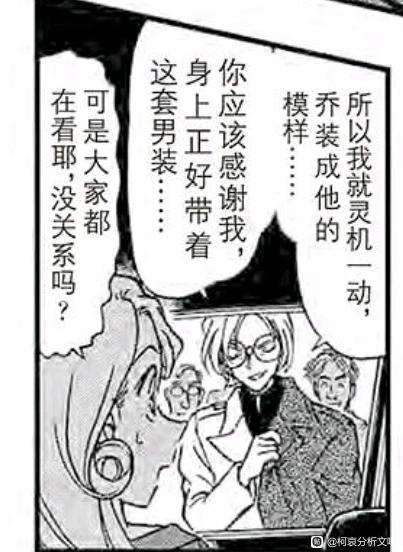 所以我就灵机一动，
乔装成他的
模样……
你应该感谢我，
身上正好带着
这套男装……
可是大家都
在看耶，没关系吗？
@柯哀分析文